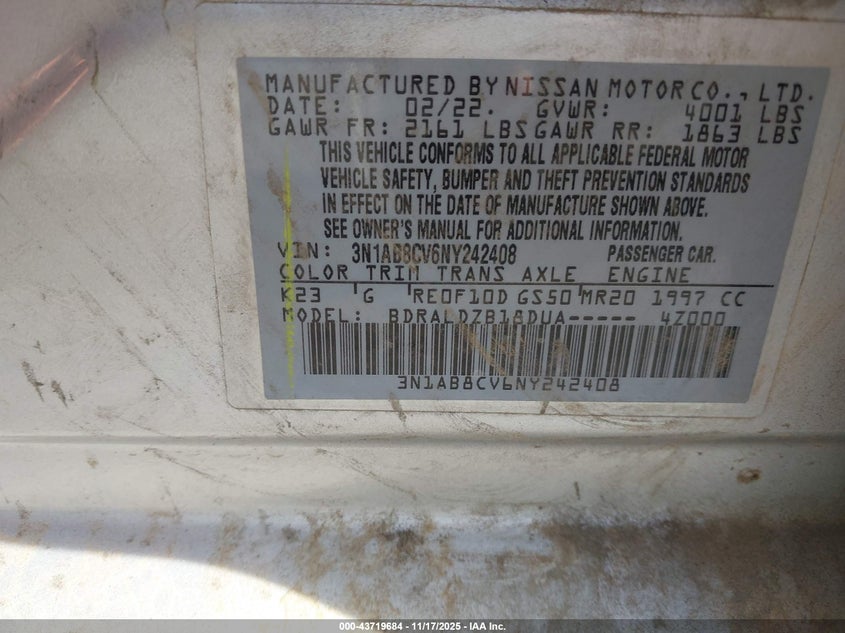 MANUFACTURED BY NISSAN MOTOR CO., LTD.
DATE: 02/22. GVWR: 4001 LBS
GAWR FR: 2161 LBS GAWR RR: 1863 LBS
THIS VEHICLE CONFORMS TO ALL APPLICABLE FEDERAL MOTOR
VEHICLE SAFETY, BUMPER AND THEFT PREVENTION STANDARDS
IN EFFECT ON THE DATE OF MANUFACTURE SHOWN ABOVE.
SEE OWNER'S MANUAL FOR ADDITIONAL INFORMATION.
VIN: 3N1AB8CV6NY242408 PASSENGER CAR.
COLOR TRIM TRANS AXLE ENGINE
K23 G RE0F10D GS50 MR20 1997 CC
MODEL: BDRALDZB18DUA----- 4Z000
3N1AB8CV6NY242408
000-43719684 - 11/17/2025 - IAA Inc.